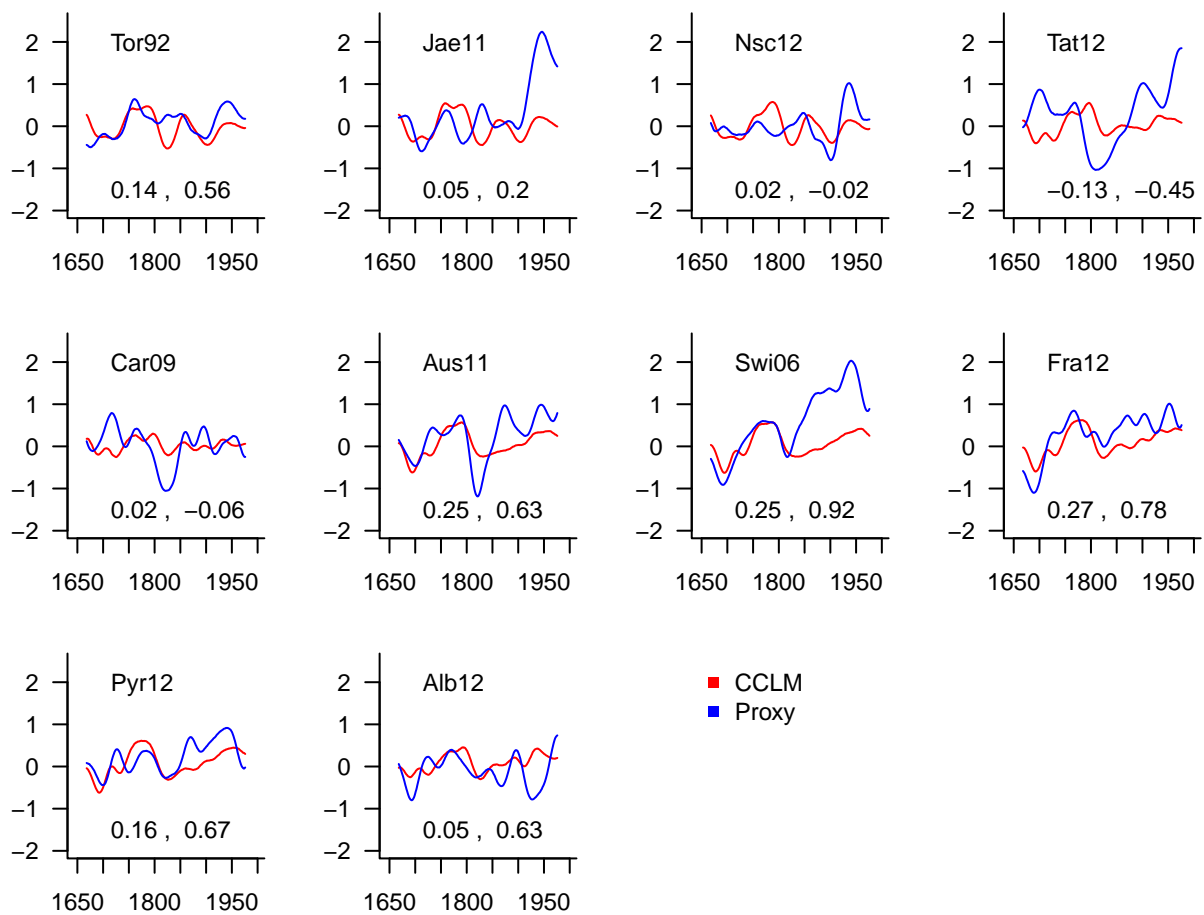 Tor92
2
1
0
−1
−2
0.14 ,  0.56
1650 1800 1950
Jae11
2
1
0
−1
−2
0.05 ,  0.2
1650 1800 1950
Nsc12
2
1
0
−1
−2
0.02 ,  −0.02
1650 1800 1950
Tat12
2
1
0
−1
−2
−0.13 ,  −0.45
1650 1800 1950
Car09
2
1
0
−1
−2
0.02 ,  −0.06
1650 1800 1950
Aus11
2
1
0
−1
−2
0.25 ,  0.63
1650 1800 1950
Swi06
2
1
0
−1
−2
0.25 ,  0.92
1650 1800 1950
Fra12
2
1
0
−1
−2
0.27 ,  0.78
1650 1800 1950
Pyr12
2
1
0
−1
−2
0.16 ,  0.67
1650 1800 1950
Alb12
2
1
0
−1
−2
0.05 ,  0.63
1650 1800 1950
CCLM
Proxy